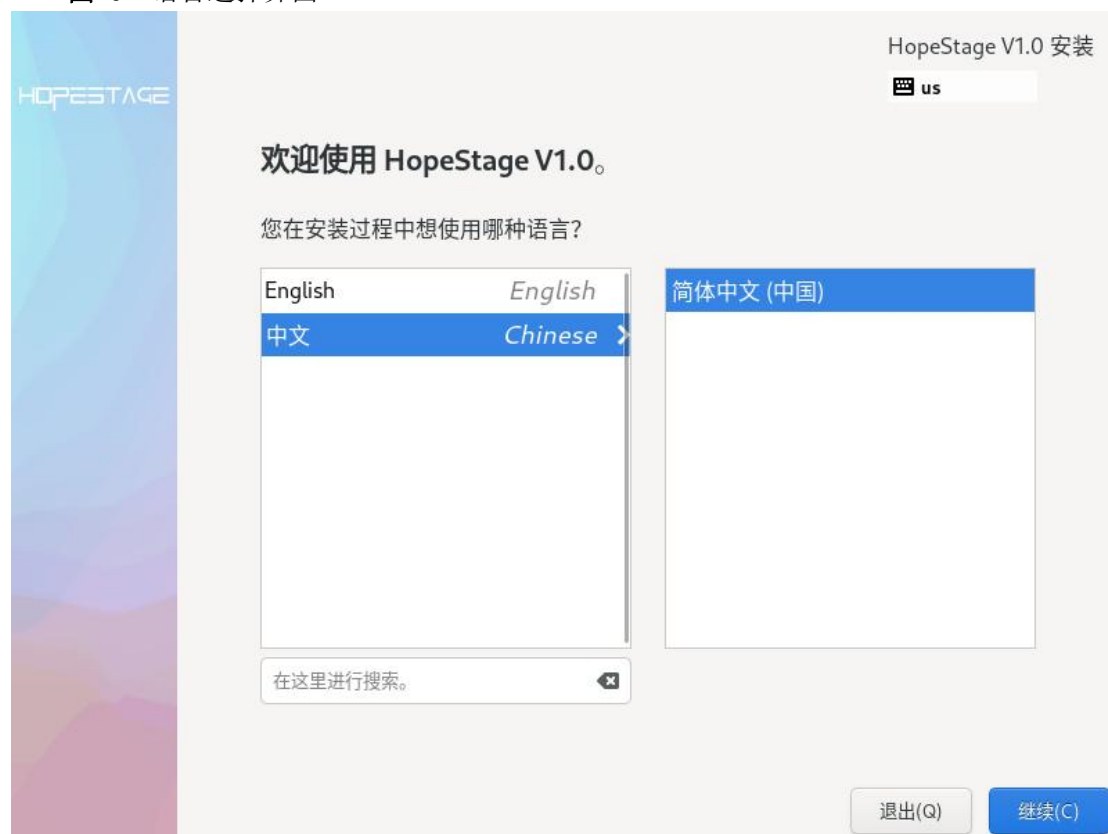 HopeStage V1.0 安装
HOPESTAGE
us
欢迎使用 HopeStage V1.0。
您在安装过程中想使用哪种语言?
English English
中文 Chinese
简体中文 (中国)
在这里进行搜索。
退出(Q) 继续(C)